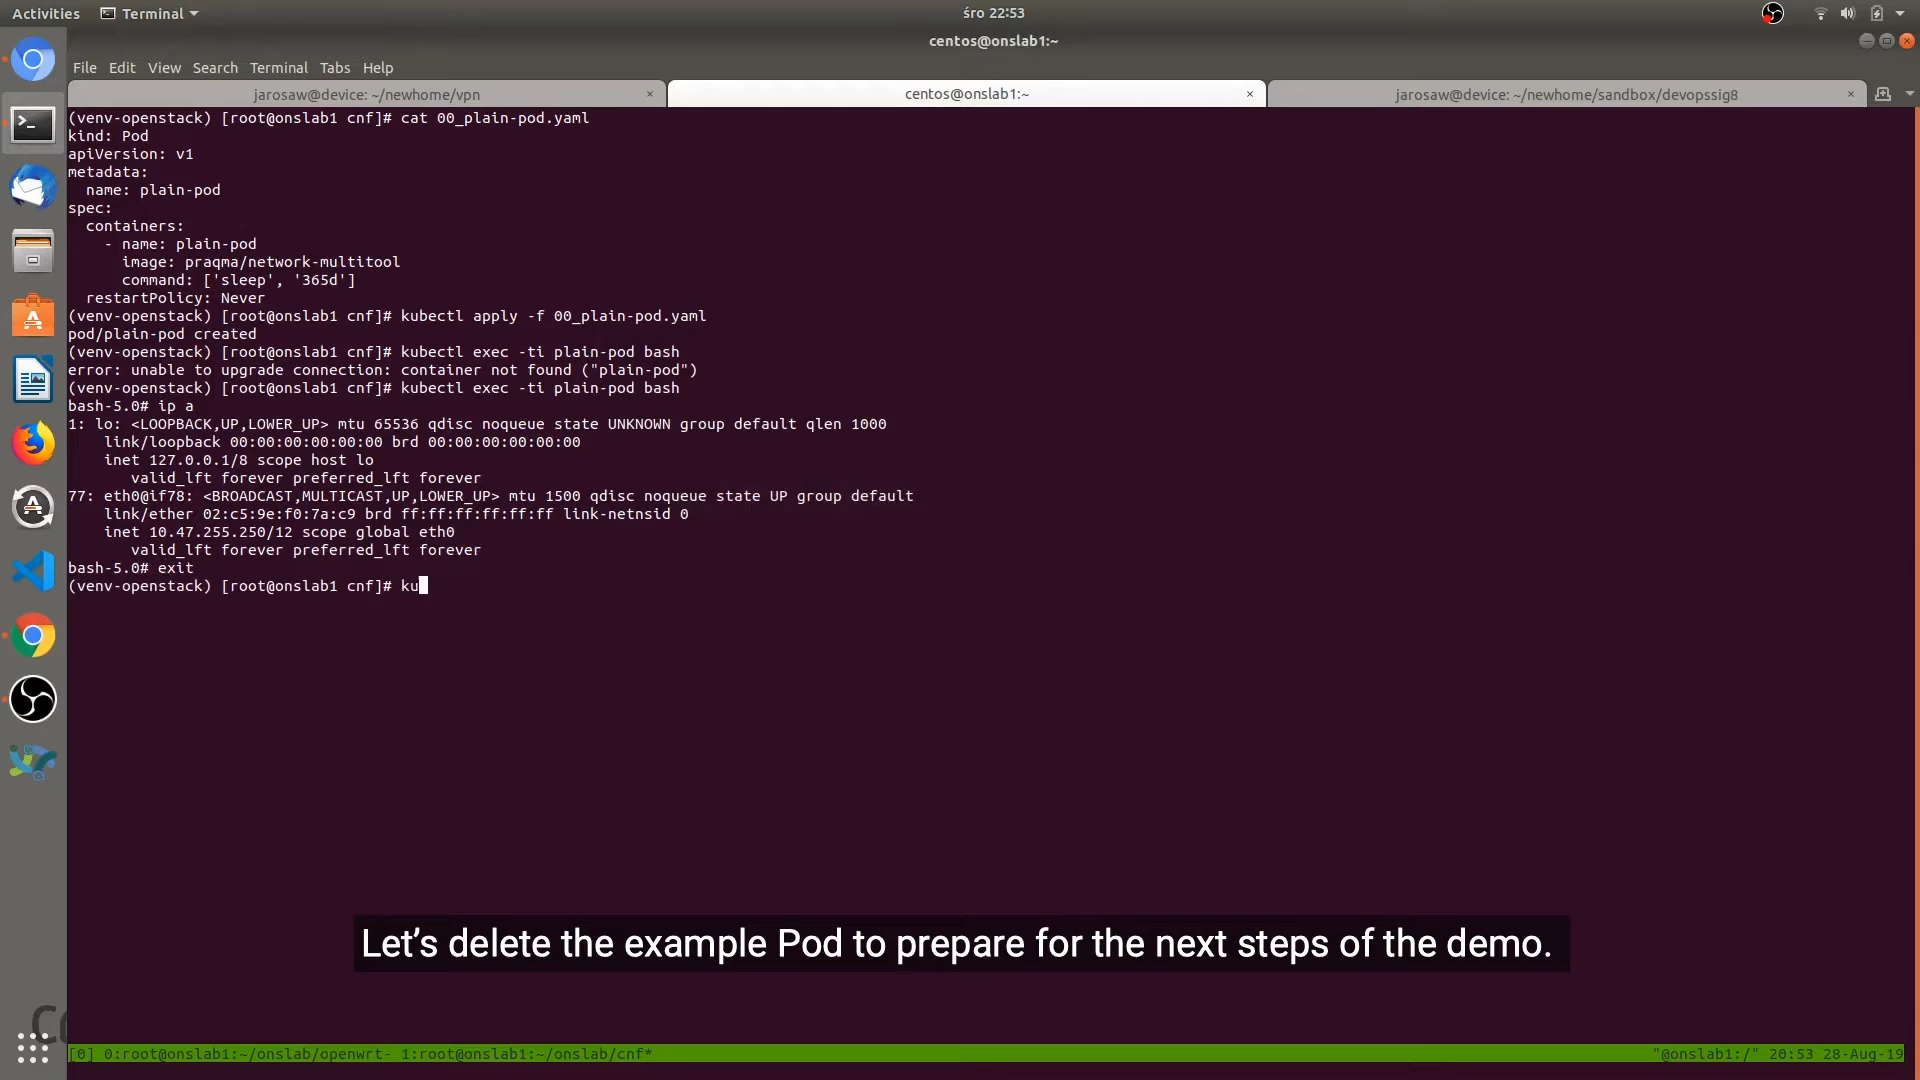 Activities Terminal śro 22:53
centos@onslab1:~
File Edit View Search Terminal Tabs Help
jarosaw@device: ~/newhome/vpn × centos@onslab1:~ × jarosaw@device: ~/newhome/sandbox/devopssig8 ×
(venv-openstack) [root@onslab1 cnf]# cat 00_plain-pod.yaml
kind: Pod
apiVersion: v1
metadata:
  name: plain-pod
spec:
  containers:
    - name: plain-pod
      image: praqma/network-multitool
      command: ['sleep', '365d']
  restartPolicy: Never
(venv-openstack) [root@onslab1 cnf]# kubectl apply -f 00_plain-pod.yaml
pod/plain-pod created
(venv-openstack) [root@onslab1 cnf]# kubectl exec -ti plain-pod bash
error: unable to upgrade connection: container not found ("plain-pod")
(venv-openstack) [root@onslab1 cnf]# kubectl exec -ti plain-pod bash
bash-5.0# ip a
1: lo: <LOOPBACK,UP,LOWER_UP> mtu 65536 qdisc noqueue state UNKNOWN group default qlen 1000
    link/loopback 00:00:00:00:00:00 brd 00:00:00:00:00:00
    inet 127.0.0.1/8 scope host lo
       valid_lft forever preferred_lft forever
77: eth0@if78: <BROADCAST,MULTICAST,UP,LOWER_UP> mtu 1500 qdisc noqueue state UP group default
    link/ether 02:c5:9e:f0:7a:c9 brd ff:ff:ff:ff:ff:ff link-netnsid 0
    inet 10.47.255.250/12 scope global eth0
       valid_lft forever preferred_lft forever
bash-5.0# exit
(venv-openstack) [root@onslab1 cnf]# ku
Let’s delete the example Pod to prepare for the next steps of the demo.
[0] 0:root@onslab1:~/onslab/openwrt- 1:root@onslab1:~/onslab/cnf* "@onslab1:/" 20:53 28-Aug-19